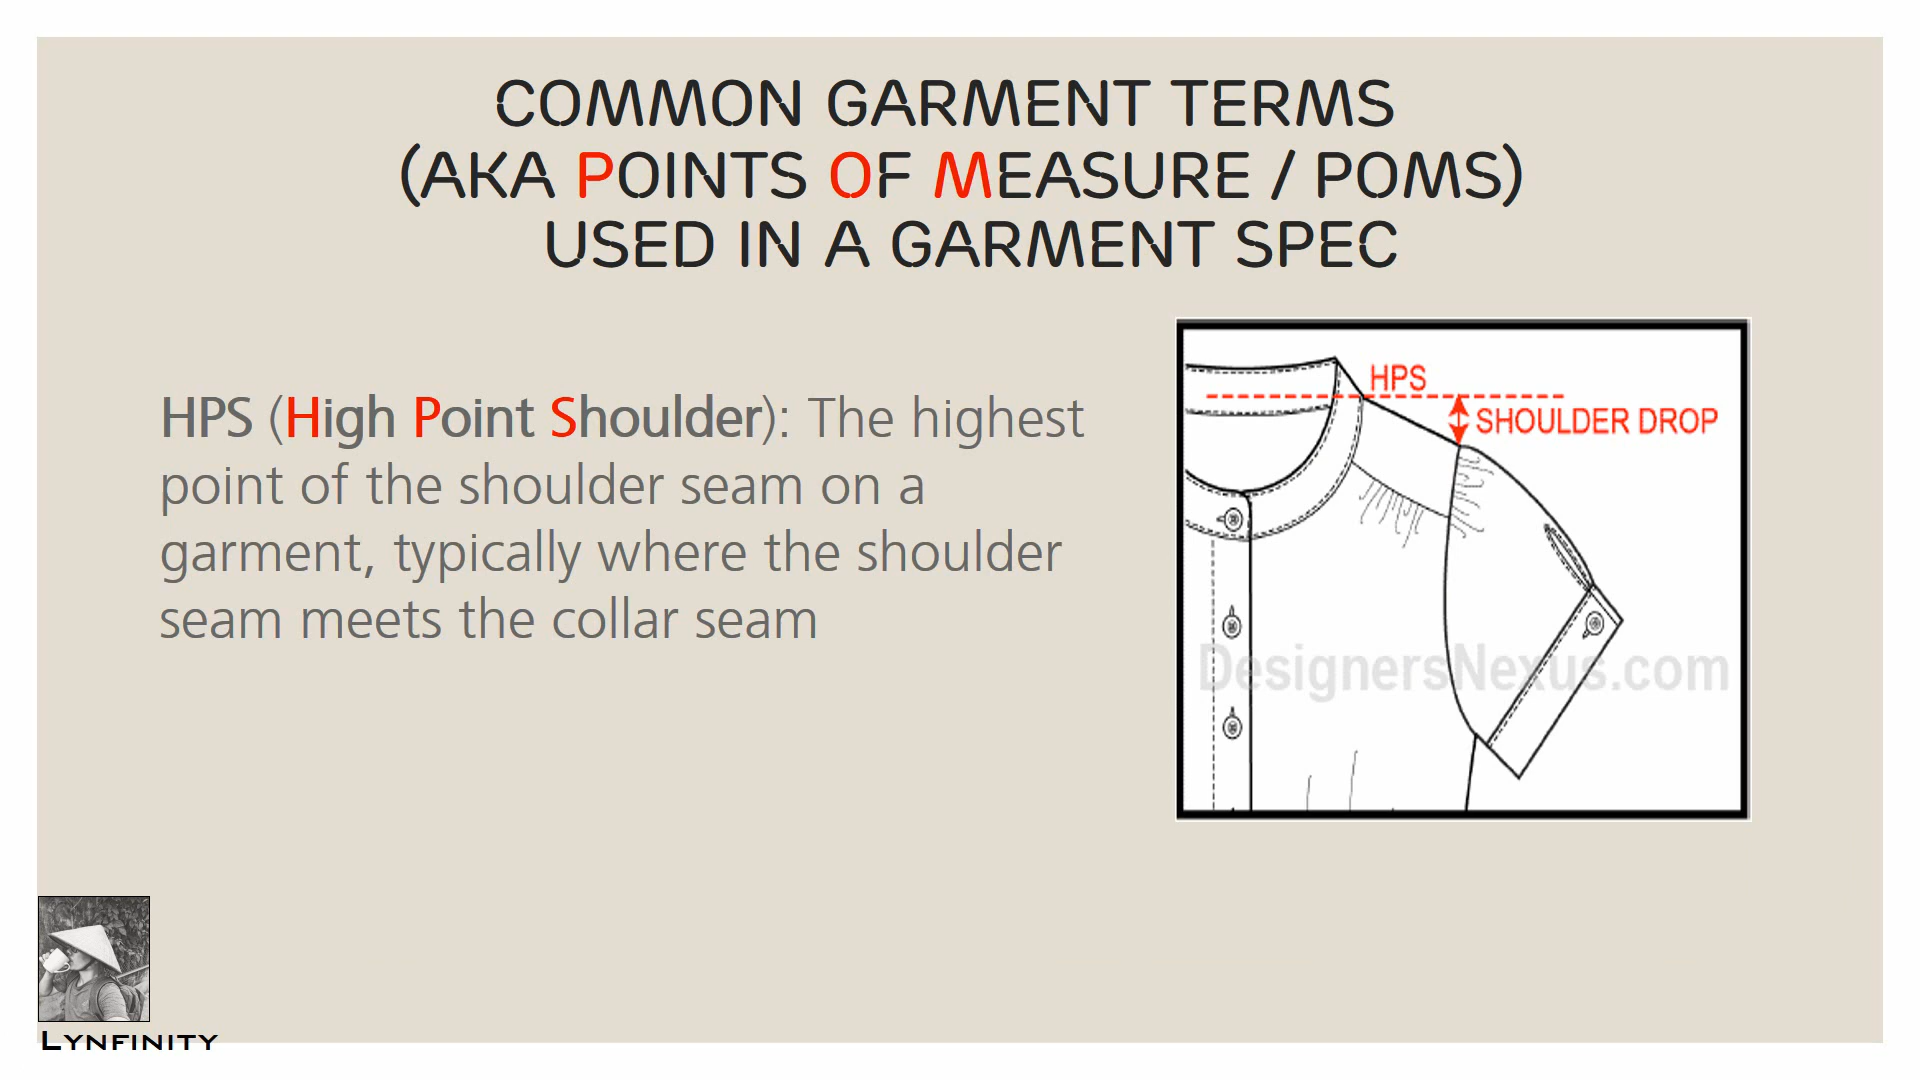 COMMON GARMENT TERMS
(AKA POINTS OF MEASURE / POMS)
USED IN A GARMENT SPEC
HPS (High Point Shoulder): The highest
point of the shoulder seam on a
garment, typically where the shoulder
seam meets the collar seam
HPS
SHOULDER DROP
DesignersNexus.com
LYNFINITY